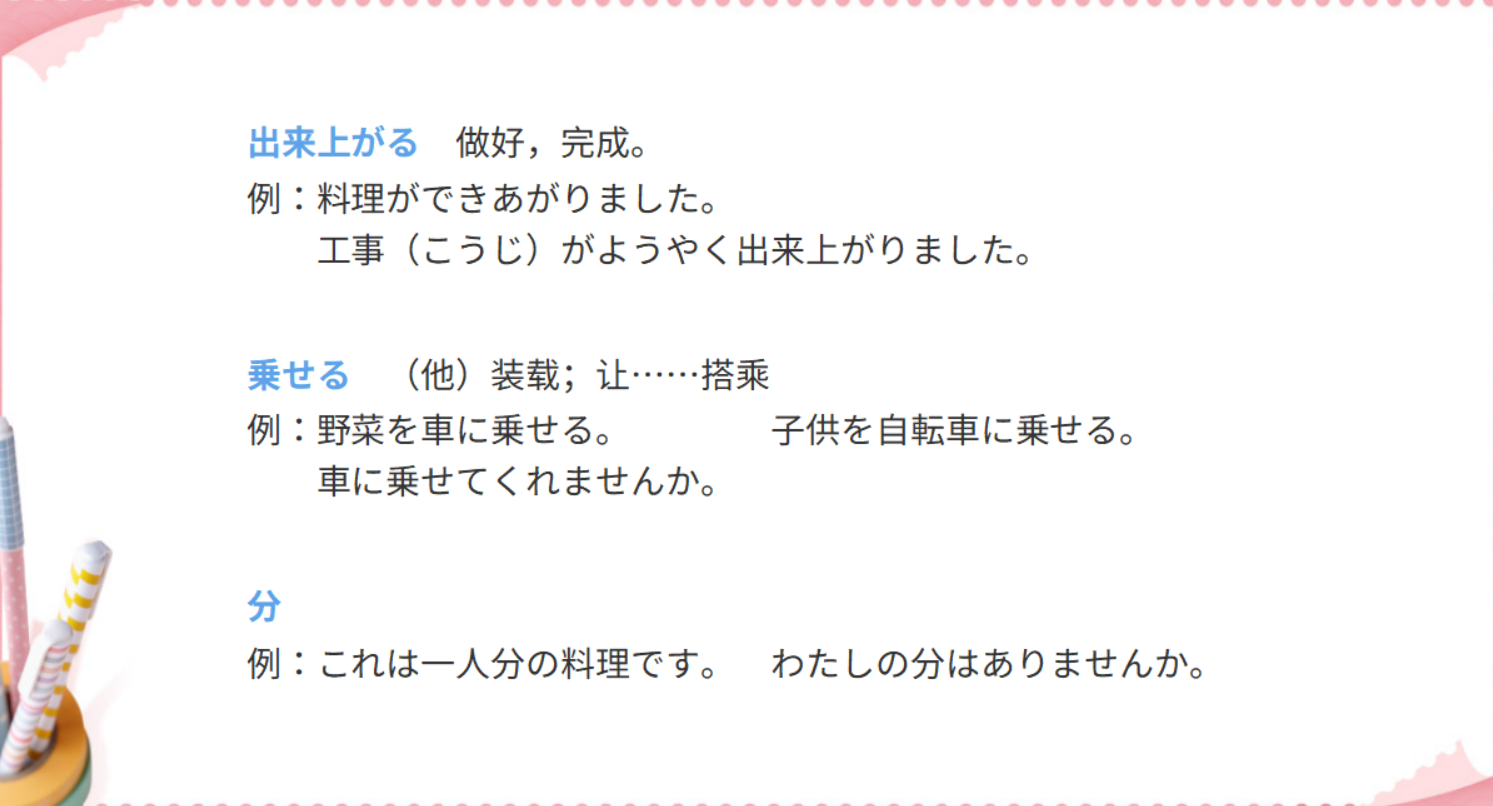 出来上がる　做好，完成。
例：料理ができあがりました。
工事（こうじ）がようやく出来上がりました。
乗せる　（他）装载；让……搭乘
例：野菜を車に乗せる。　子供を自転車に乗せる。
車に乗せてくれませんか。
分
例：これは一人分の料理です。　わたしの分はありませんか。